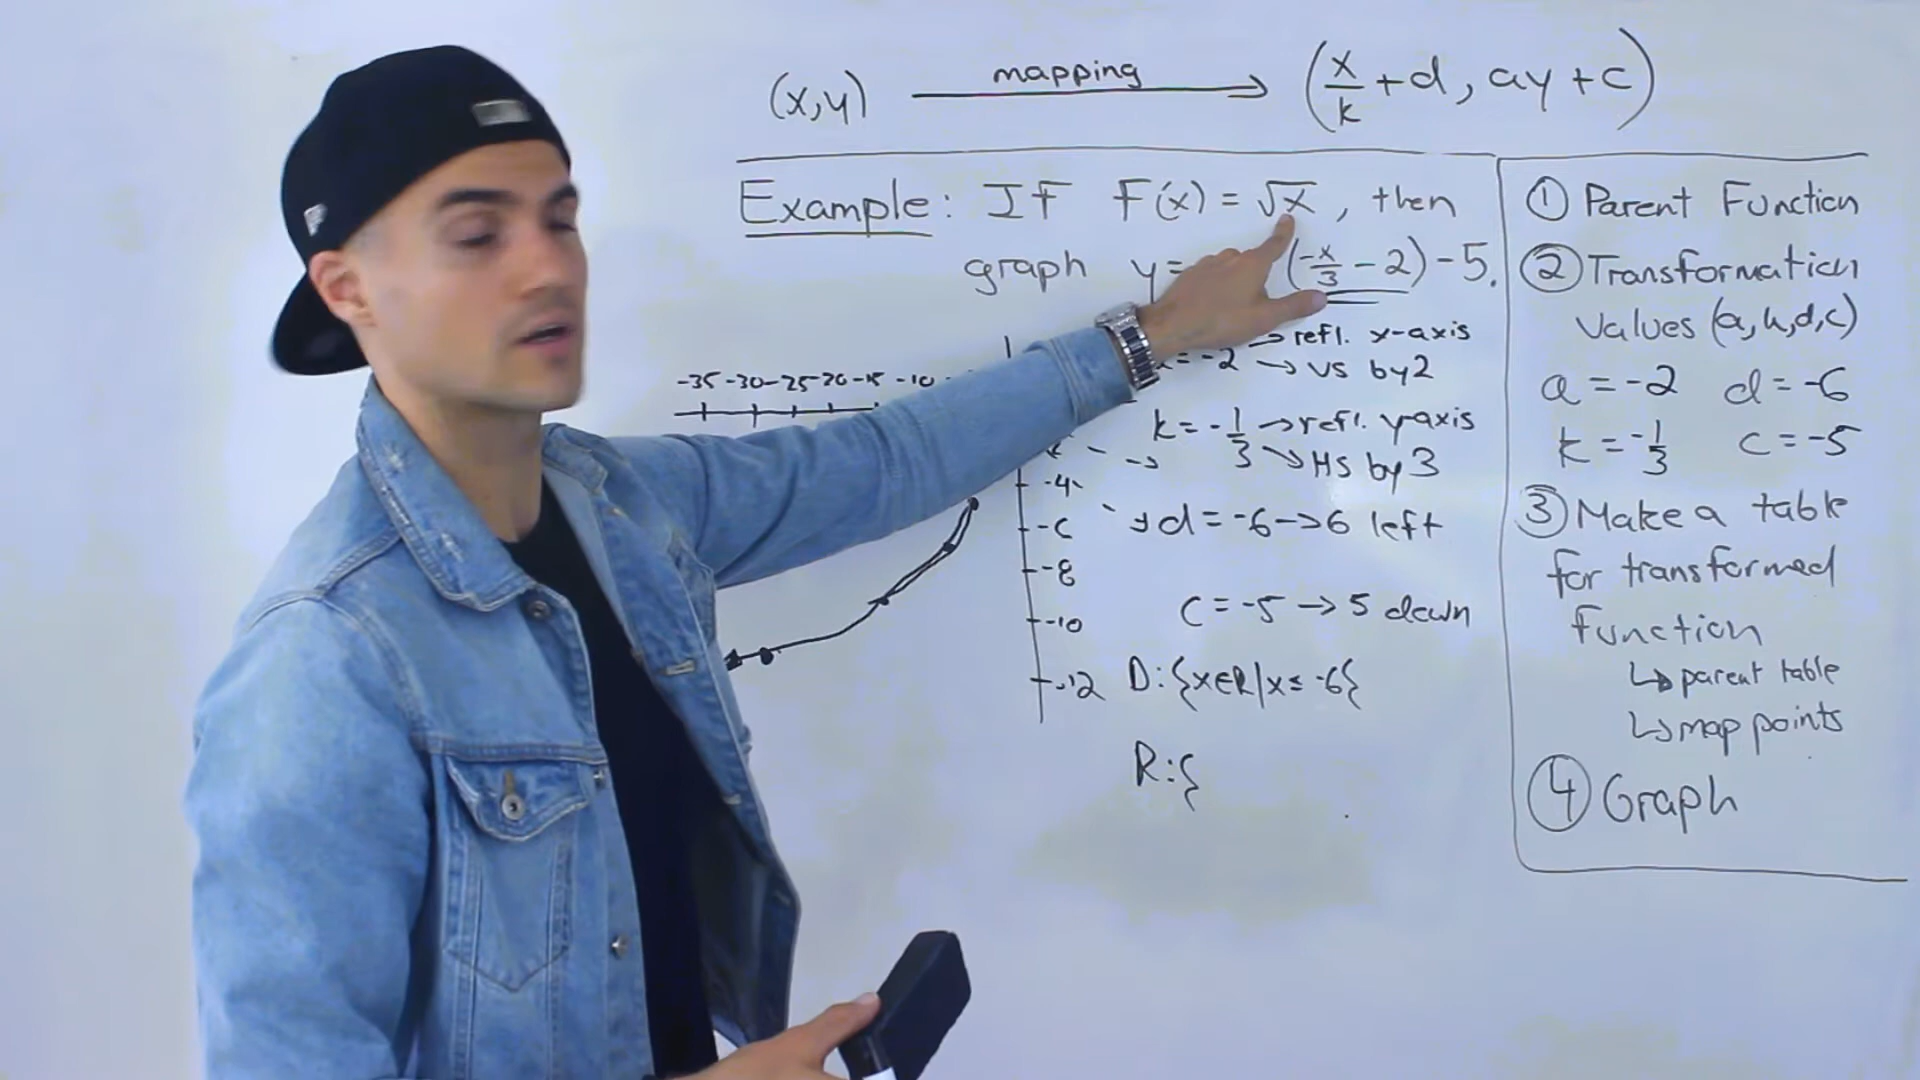 (x,y) mapping (x/k + d, ay + c)
Example: If F(x) = √x, then
graph y = (-x/3 - 2) - 5.
→ refl. x-axis
= -2 → VS by 2
k = -1/3 → refl. y-axis
→ HS by 3
d = -6 → 6 left
c = -5 → 5 down
D: {x∈R | x ≤ -6}
R: {
-35 -30 -25 -20 -15 -10
-4
-6
-8
-10
-12
① Parent Function
② Transformation
values (a,k,d,c)
a = -2 d = -6
k = -1/3 c = -5
③ Make a table
for transformed
function
↳ parent table
↳ map points
④ Graph